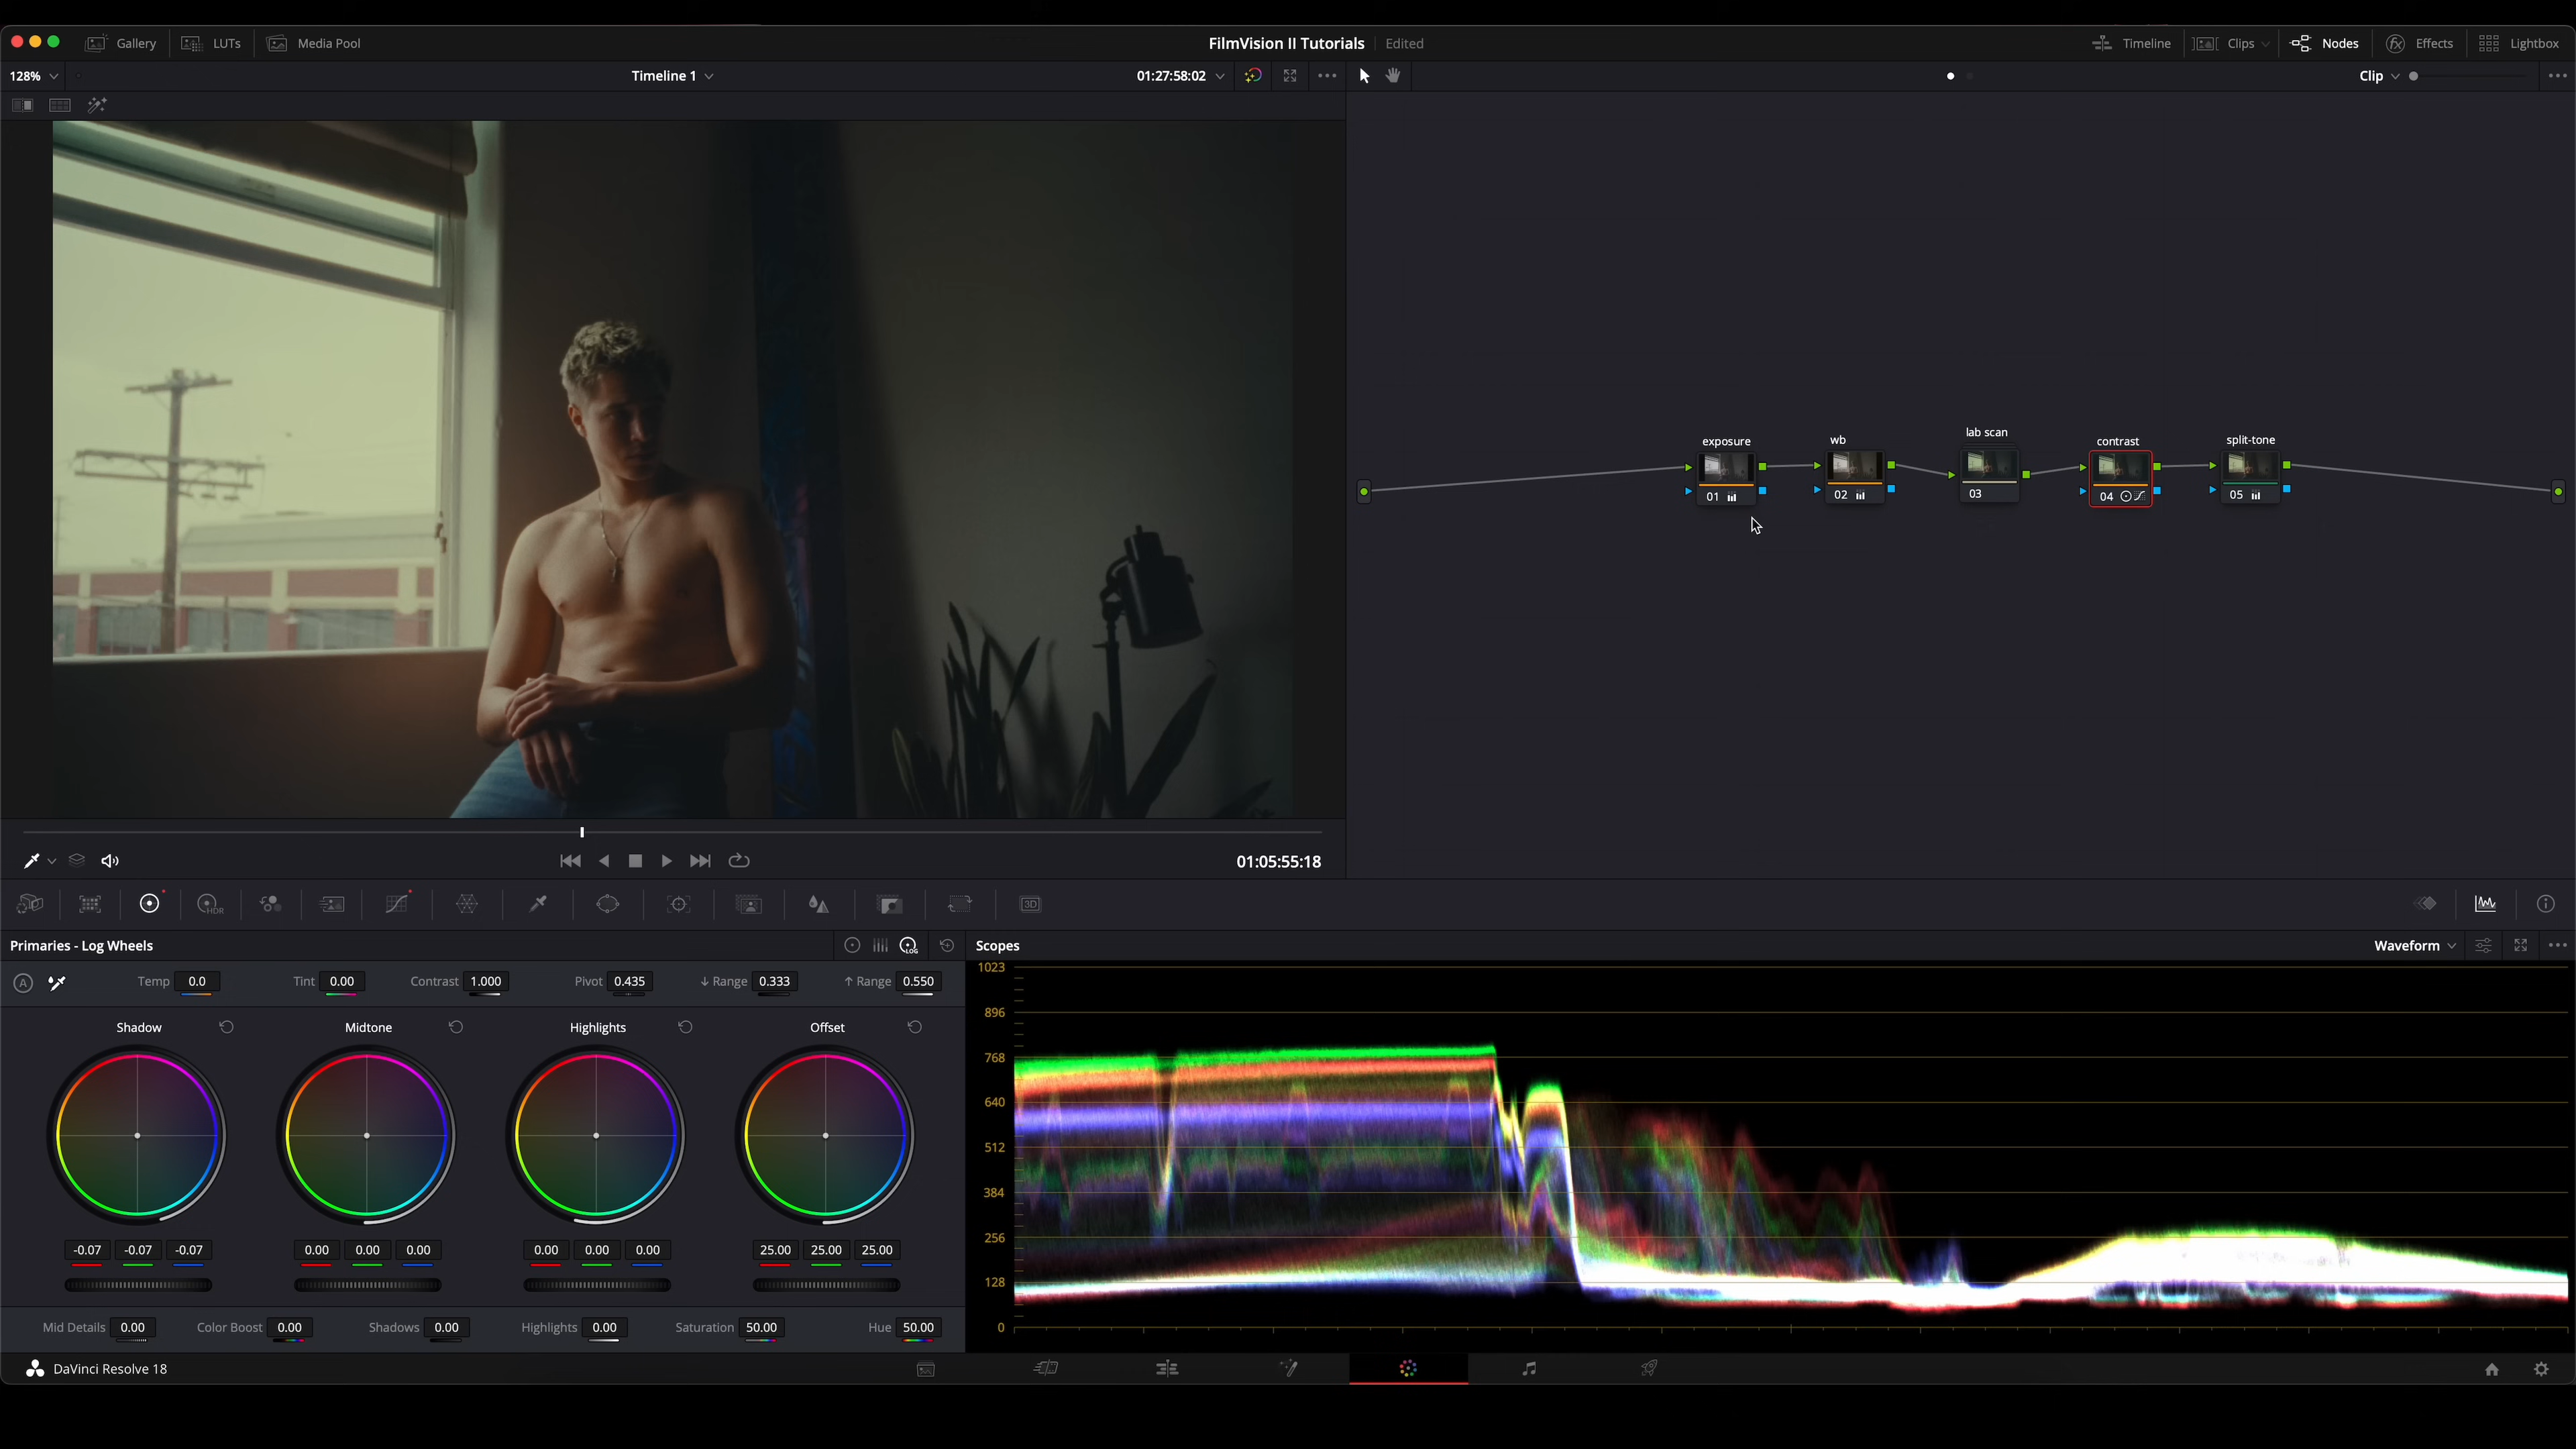 Gallery LUTs Media Pool FilmVision II Tutorials Edited Timeline Clips Nodes Effects Lightbox
128% Timeline 1 01:27:58:02 Clip
lab scan
exposure wb contrast split-tone
01 02 03 04 05
01:05:55:18
HDR 3D
Primaries - Log Wheels LOG Scopes Waveform
A Temp 0.0 Tint 0.00 Contrast 1.000 Pivot 0.435 ↓ Range 0.333 ↑ Range 0.550
Shadow Midtone Highlights Offset
-0.07 -0.07 -0.07 0.00 0.00 0.00 0.00 0.00 0.00 25.00 25.00 25.00
Mid Details 0.00 Color Boost 0.00 Shadows 0.00 Highlights 0.00 Saturation 50.00 Hue 50.00
1023
896
768
640
512
384
256
128
0
DaVinci Resolve 18